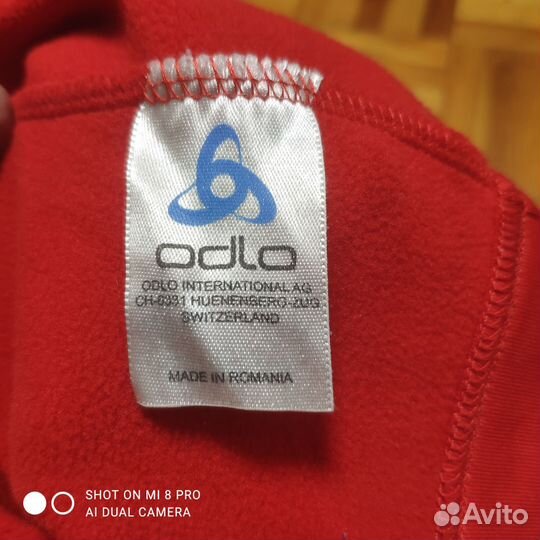 odlo
ODLO INTERNATIONAL AG
CH-6331 HUENENBERG-ZUG
SWITZERLAND
MADE IN ROMANIA
SHOT ON MI 8 PRO
AI DUAL CAMERA
Avito